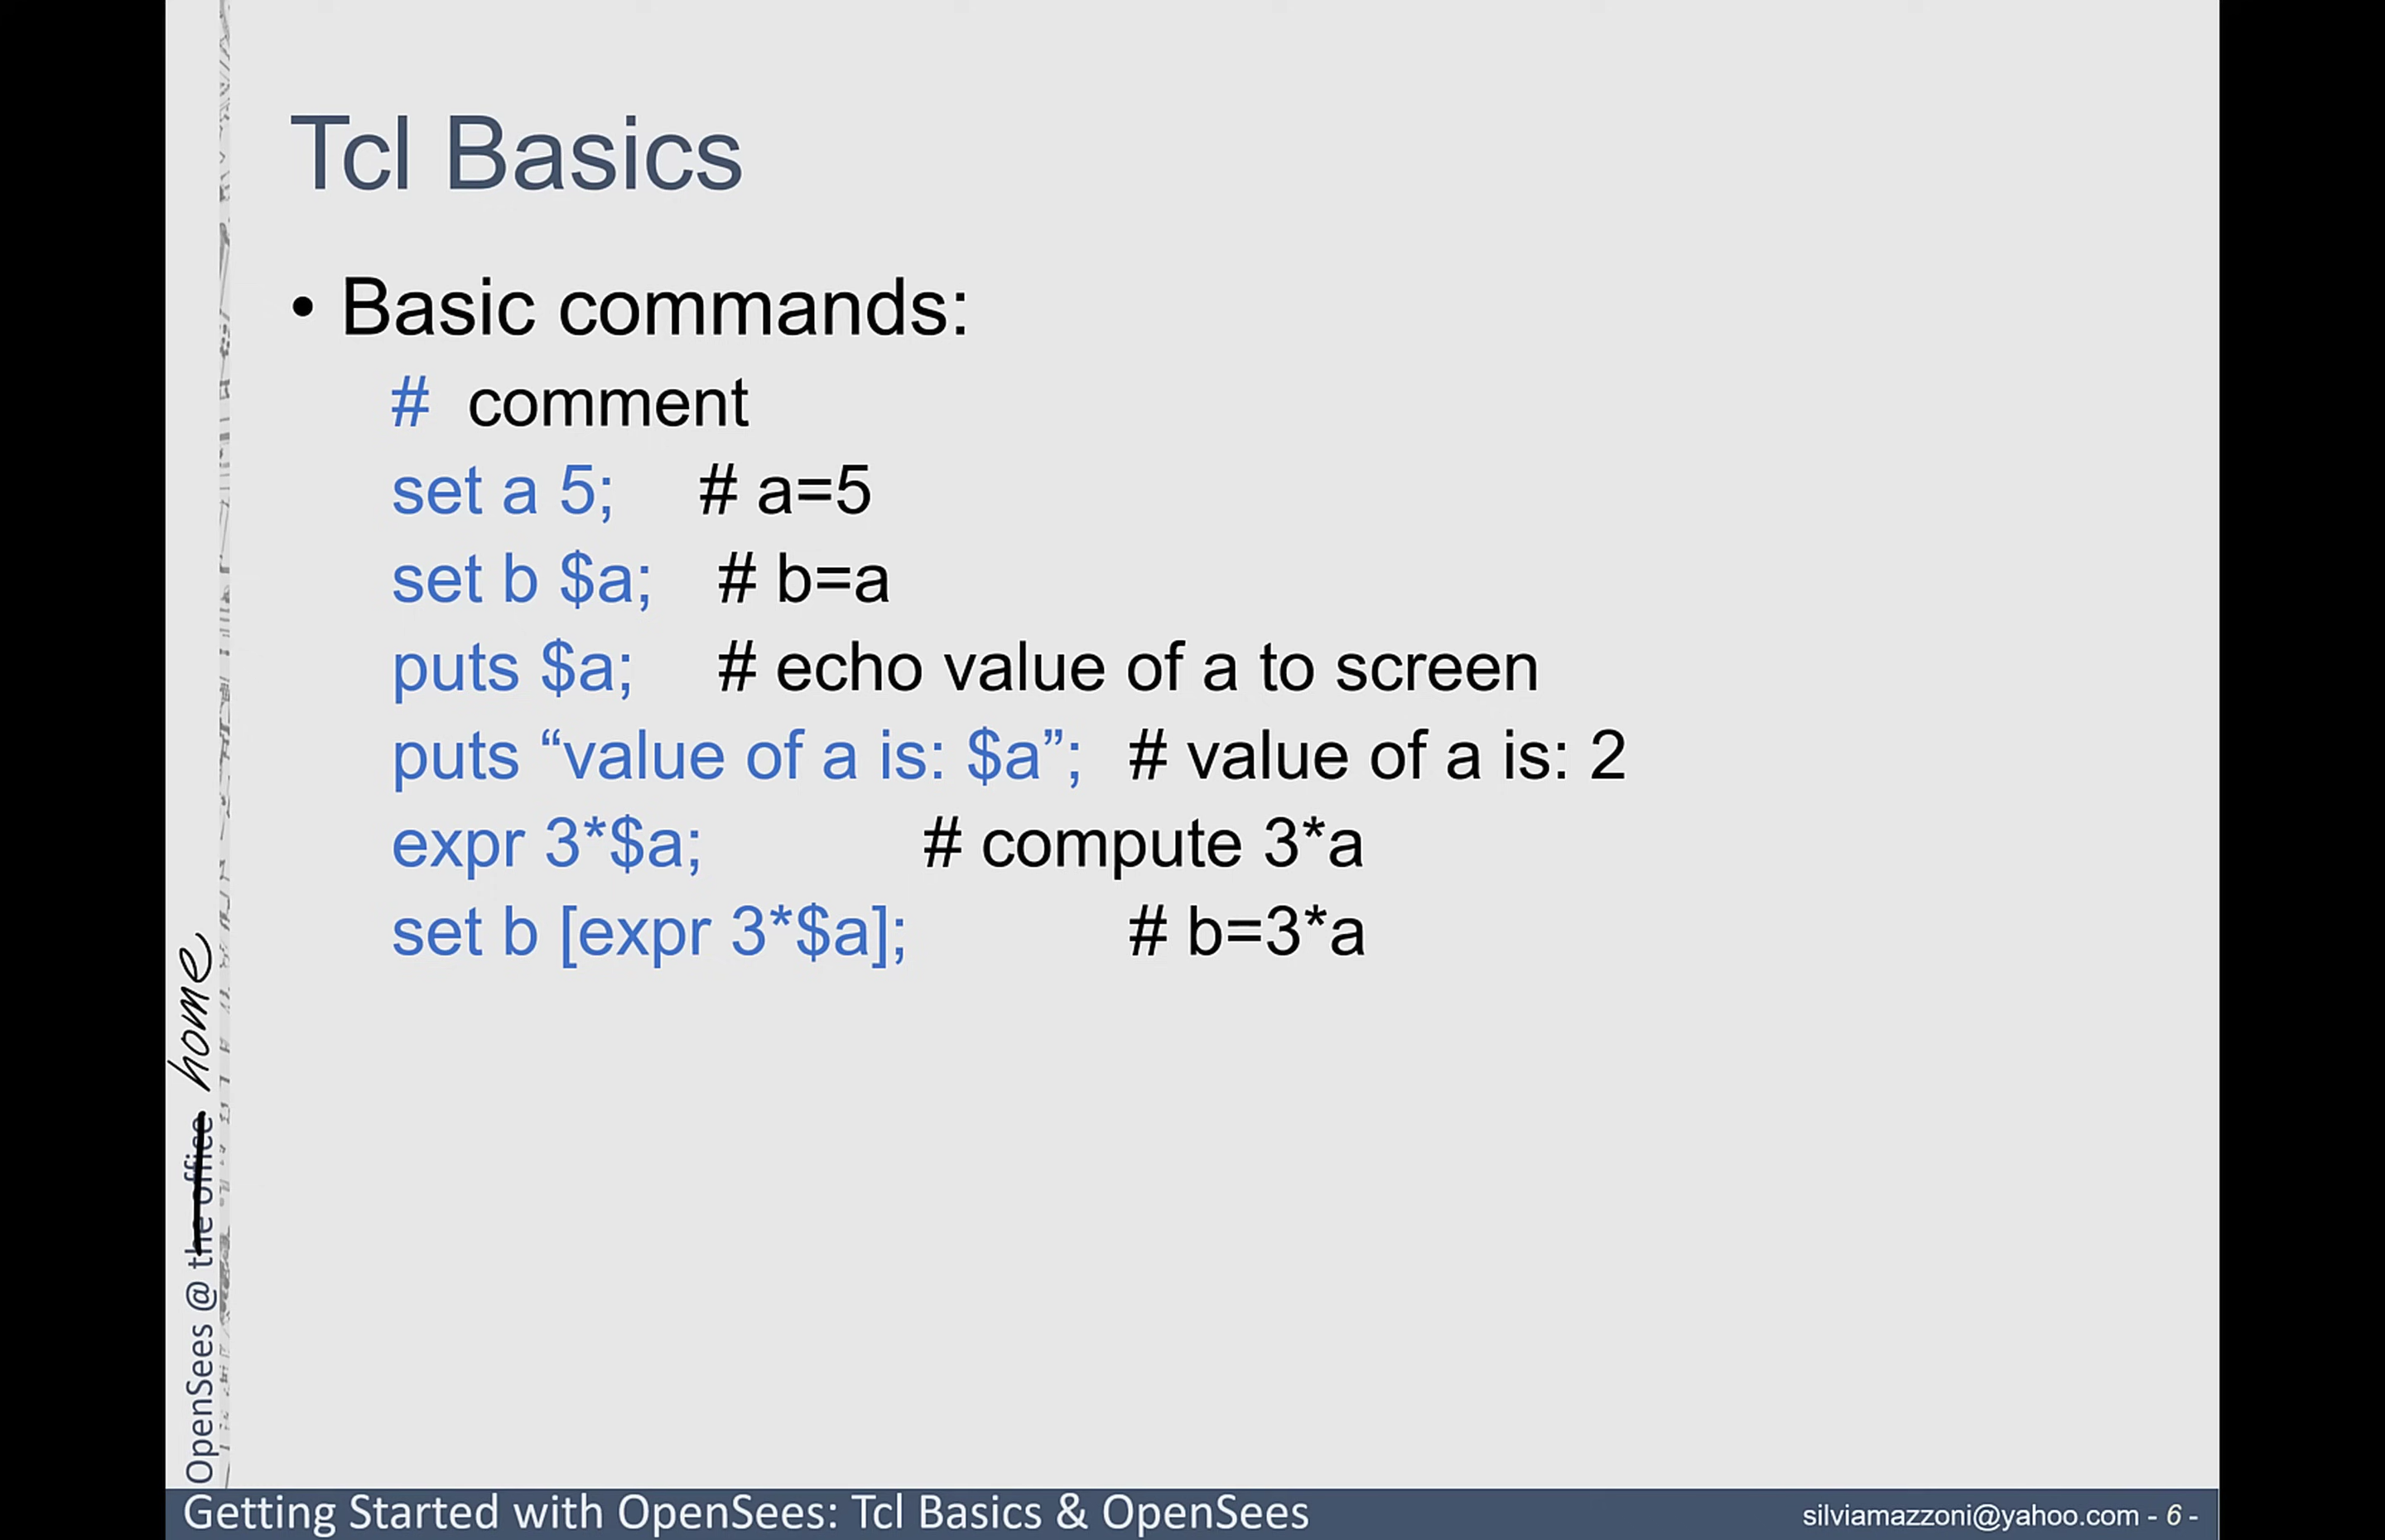 Tcl Basics
• Basic commands:
# comment
set a 5; # a=5
set b $a; # b=a
puts $a; # echo value of a to screen
puts “value of a is: $a”; # value of a is: 2
expr 3*$a; # compute 3*a
set b [expr 3*$a]; # b=3*a
OpenSees @ the office home
Getting Started with OpenSees: Tcl Basics & OpenSees
silviamazzoni@yahoo.com - 6 -